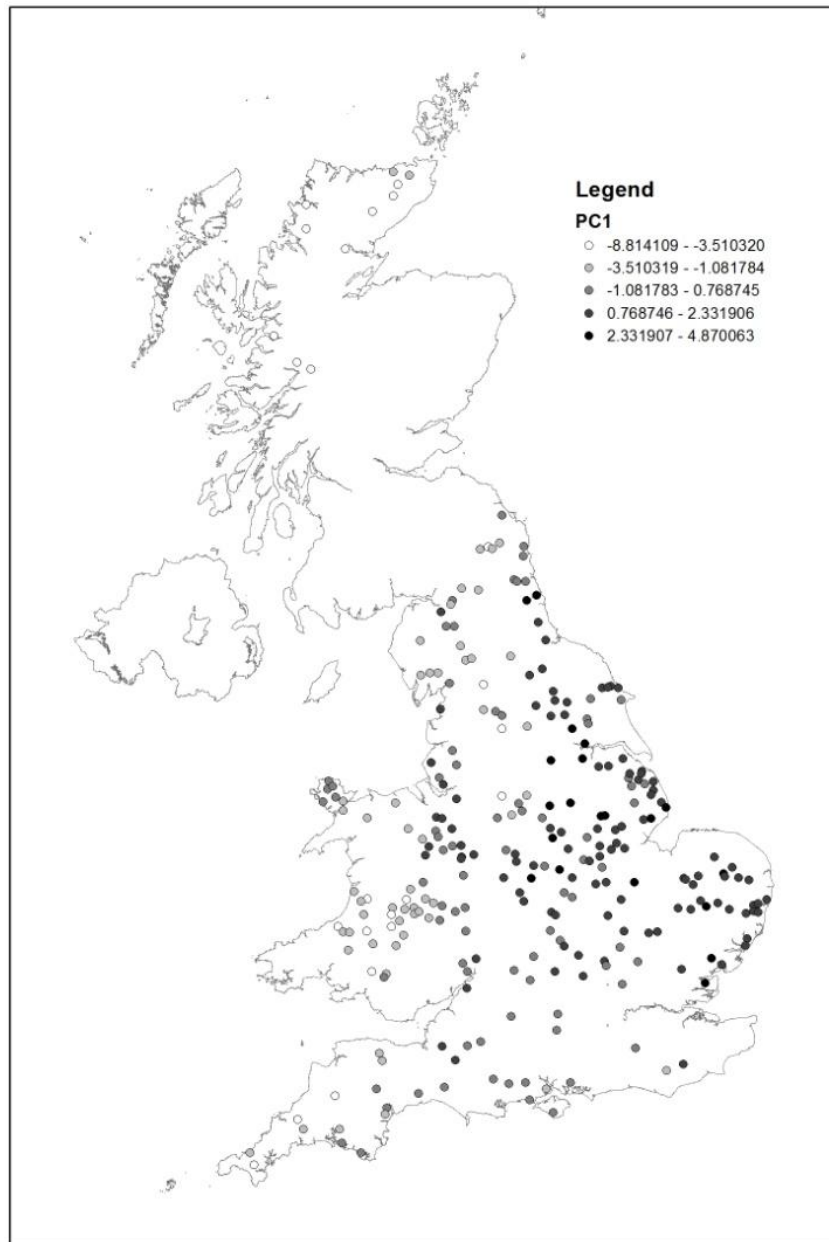 Legend
PC1
-8.814109 - -3.510320
-3.510319 - -1.081784
-1.081783 - 0.768745
0.768746 - 2.331906
2.331907 - 4.870063